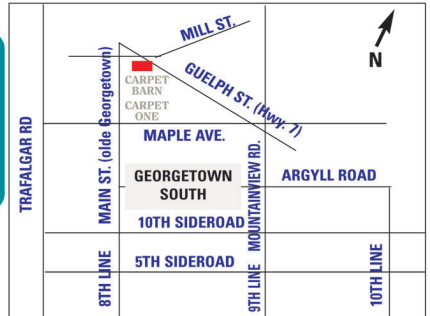 MILL ST.
N
GUELPH ST. (Hwy. 7)
CARPET
BARN
CARPET
ONE
TRAFALGAR RD
MAIN ST. (olde Georgetown)
MAPLE AVE.
MOUNTAINVIEW RD.
GEORGETOWN
SOUTH
ARGYLL ROAD
10TH SIDEROAD
5TH SIDEROAD
8TH LINE
9TH LINE
10TH LINE